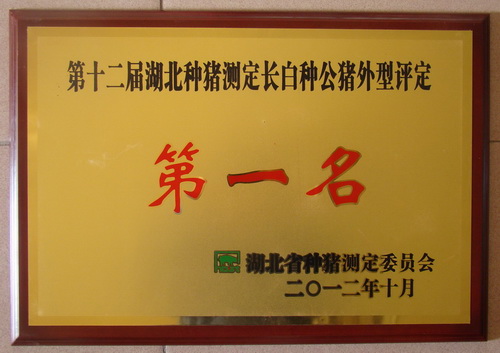 第十二届湖北种猪测定长白种公猪外型评定
第一名
湖北省种猪测定委员会
二〇一二年十月